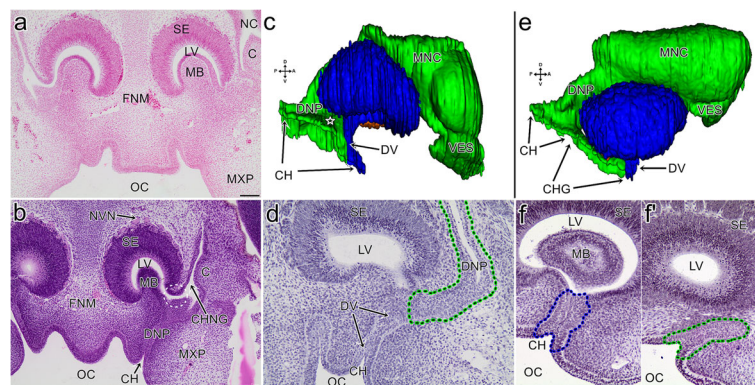 a
SE
NC
LV
C
MB
FNM
OC
MXP
b
NVN
SE
LV
C
MB
FNM
CHNG
DNP
MXP
OC
CH
c
D
P A
V
MNC
DNP
DV
VES
CH
d
SE
LV
DNP
DV
CH
OC
e
D
P A
V
MNC
DNP
VES
CH
DV
CHG
f
SE
LV
MB
CH
OC
f'
SE
LV
OC